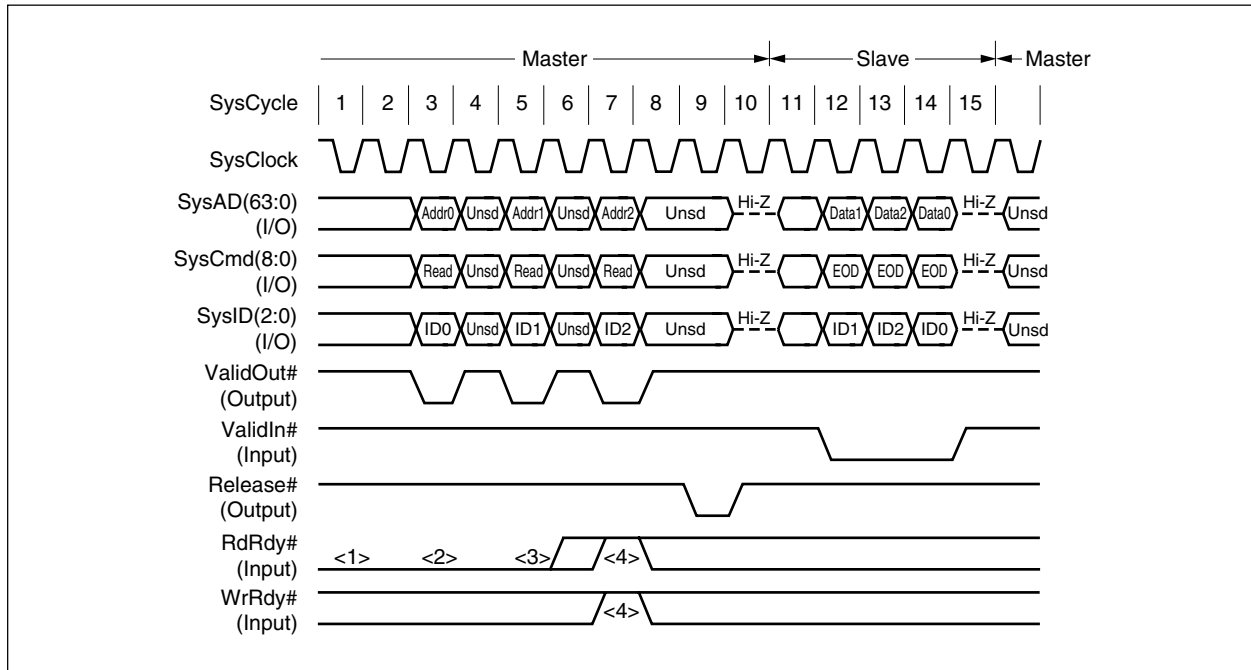 Master Slave Master
SysCycle 1 2 3 4 5 6 7 8 9 10 11 12 13 14 15
SysClock
SysAD(63:0)
(I/O)
Addr0 Unsd Addr1 Unsd Addr2 Unsd Hi-Z Data1 Data2 Data0 Hi-Z Unsd
SysCmd(8:0)
(I/O)
Read Unsd Read Unsd Read Unsd Hi-Z EOD EOD EOD Hi-Z Unsd
SysID(2:0)
(I/O)
ID0 Unsd ID1 Unsd ID2 Unsd Hi-Z ID1 ID2 ID0 Hi-Z Unsd
ValidOut#
(Output)
ValidIn#
(Input)
Release#
(Output)
RdRdy#
(Input)
<1> <2> <3> <4>
WrRdy#
(Input)
<4>